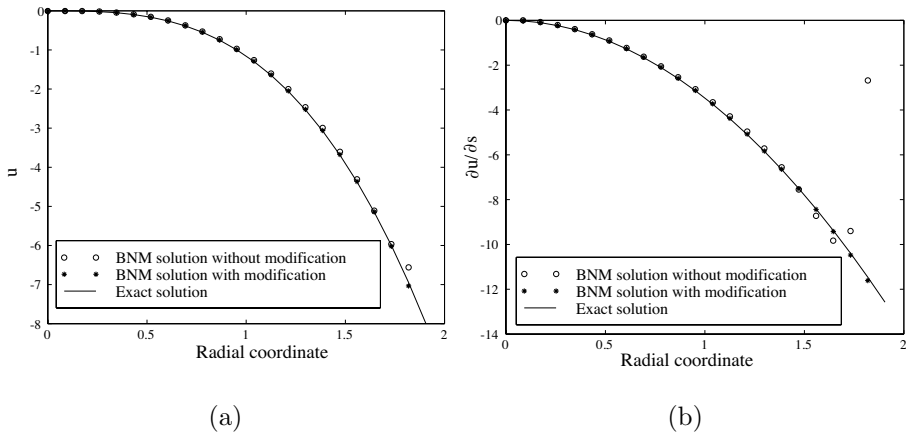 0
-1
-2
-3
-4
-5
-6
-7
-8
u
BNM solution without modification
BNM solution with modification
Exact solution
0 0.5 1 1.5 2
Radial coordinate
(a)
0
-2
-4
-6
-8
-10
-12
-14
∂u/∂s
BNM solution without modification
BNM solution with modification
Exact solution
0 0.5 1 1.5 2
Radial coordinate
(b)